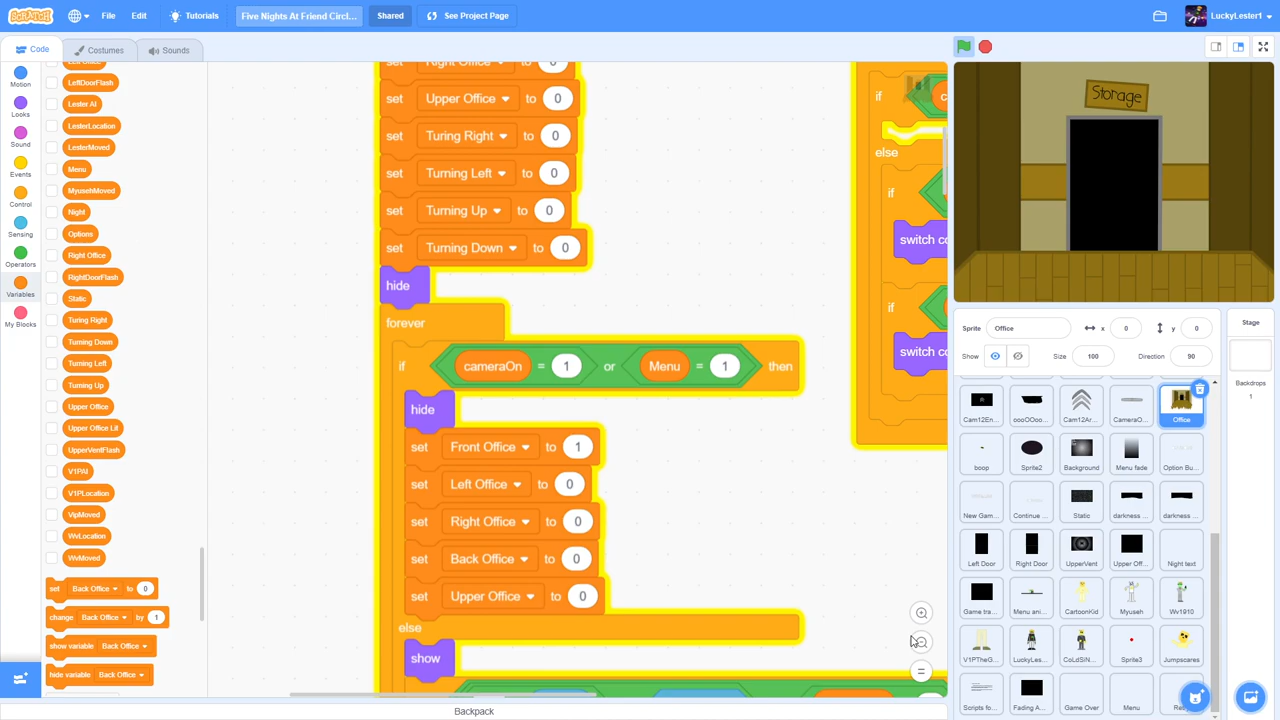 SCRATCH File Edit Tutorials Five Nights At Friend Circl... Shared See Project Page LuckyLester1
Code Costumes Sounds
Motion
Looks
Sound
Events
Control
Sensing
Operators
Variables
My Blocks
LeftDoorFlash
Lester AI
LesterLocation
LesterMoved
Menu
MyusehMoved
Night
Options
Right Office
RightDoorFlash
Static
Turing Right
Turning Down
Turning Left
Turing Up
Upper Office
Upper Office Lit
UpperVentFlash
V1PAI
V1PLocation
VipMoved
WvLocation
WvMoved
set Back Office to 0
change Back Office by 1
show variable Back Office
hide variable Back Office
set Right Office to 0
set Upper Office to 0
set Turing Right to 0
set Turning Left to 0
set Turning Up to 0
set Turning Down to 0
hide
forever
if cameraOn = 1 or Menu = 1 then
hide
set Front Office to 1
set Left Office to 0
set Right Office to 0
set Back Office to 0
set Upper Office to 0
else
show
if
else
if
switch co
if
switch co
Backpack
Storage
Sprite Office x 0 y 0
Show Size 100 Direction 90
Stage
Backdrops
1
Cam12En... oooOOoo... Cam12Ar... CameraO... Office
boop Sprite2 Background Menu fade Option Bu...
New Gam... Continue ... Static darkness ... darkness ...
Left Door Right Door UpperVent Upper Off... Night text
Game tra... Menu ani... CartoonKid Myuseh Wv1910
V1PTheG... LuckyLes... CoLdSiN... Sprite3 Jumpscares
Scripts fo... Fading A... Game Over Menu